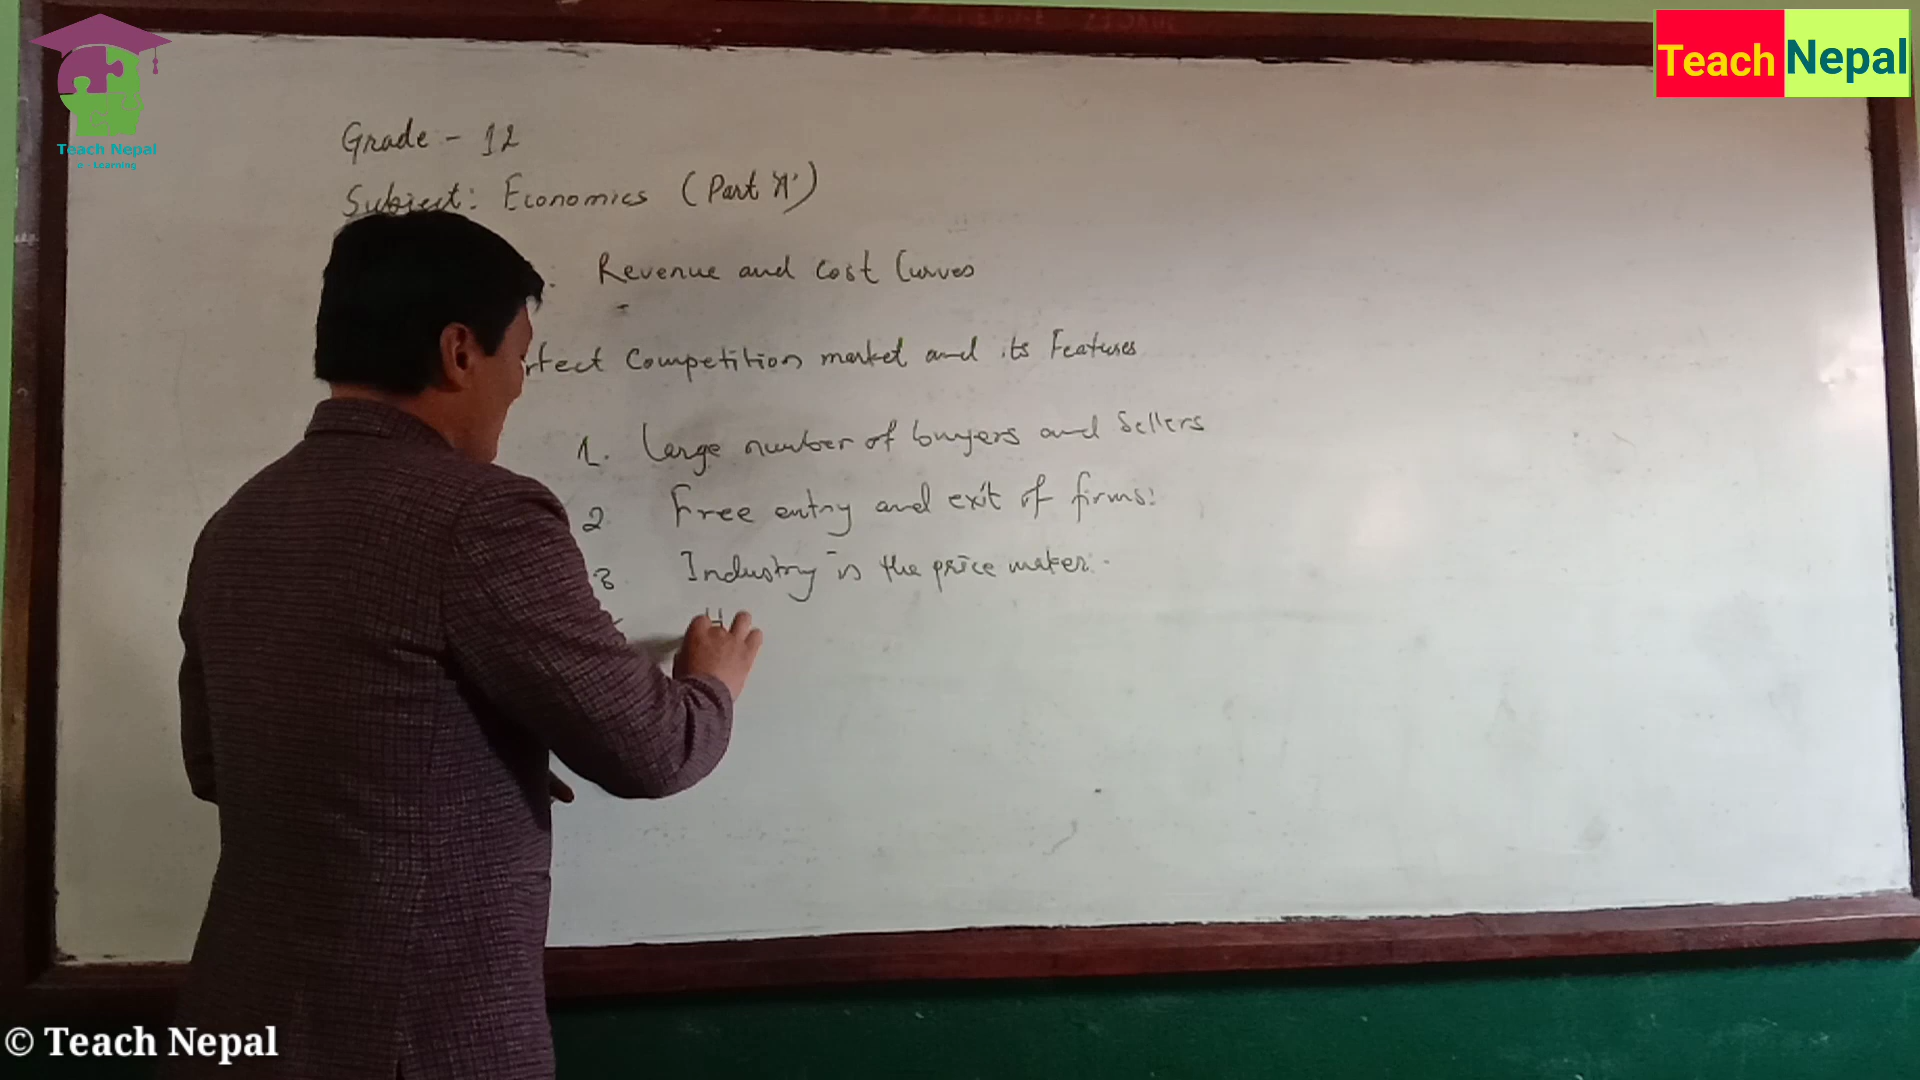 Teach Nepal
e - Learning
Teach Nepal
Grade - 12
Subject: Economics (Part 'A')
Revenue and cost Curves
rfect Competition market and its Features
1. Large number of buyers and Sellers
2. Free entry and exit of firms:
3. Industry is the price maker.
H
© Teach Nepal